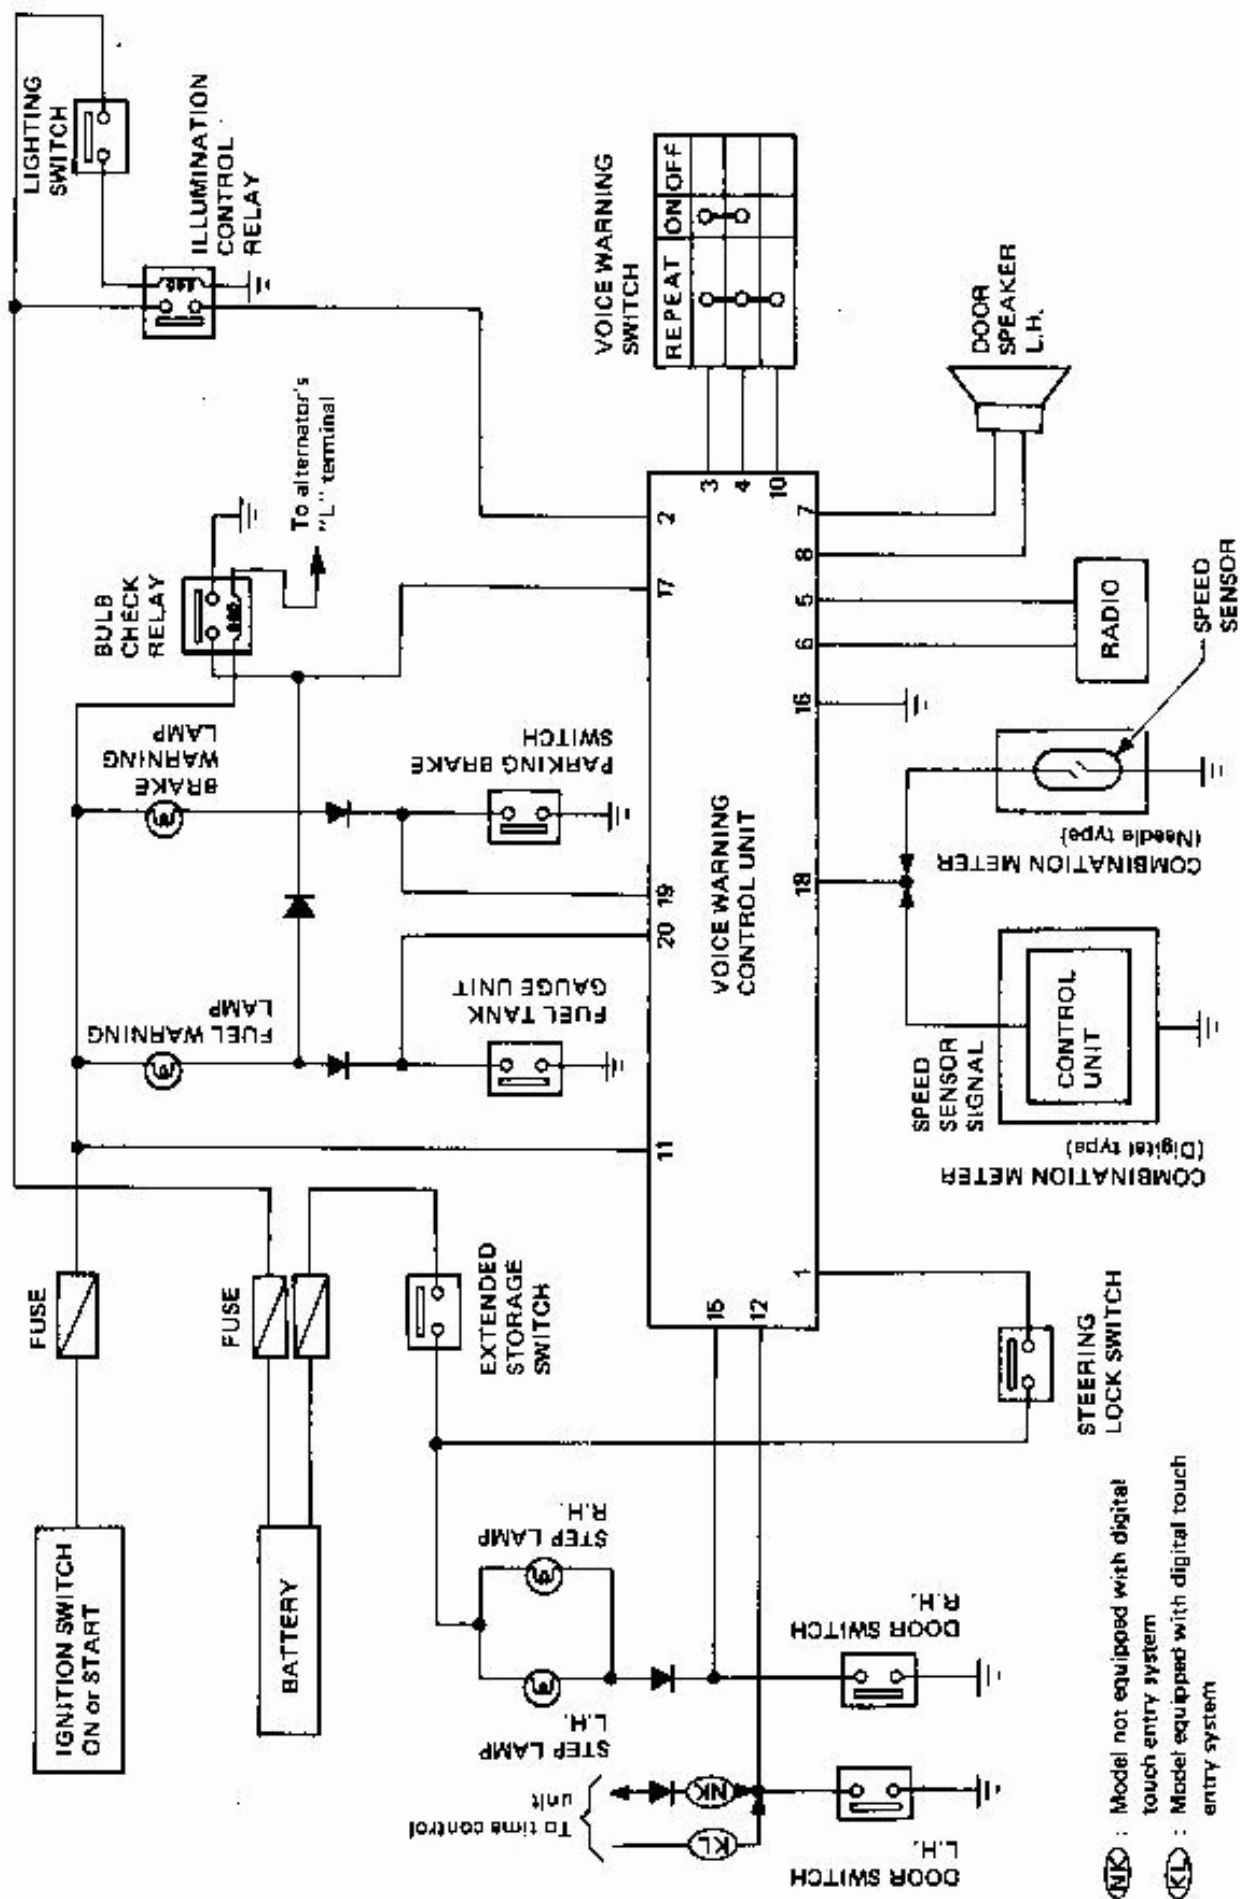 LIGHTING
SWITCH
ILLUMINATION
CONTROL
RELAY
BULB
CHECK
RELAY
To alternator's
"L" terminal
BRAKE
WARNING
LAMP
PARKING BRAKE
SWITCH
FUEL WARNING
LAMP
FUEL TANK
GAUGE UNIT
FUSE
FUSE
EXTENDED
STORAGE
SWITCH
IGNITION SWITCH
ON or START
BATTERY
VOICE WARNING
SWITCH
REPEAT
ON
OFF
VOICE WARNING
CONTROL UNIT
2
17
19
20
11
3
4
10
7
8
5
6
16
18
1
15
12
DOOR
SPEAKER
L.H.
RADIO
SPEED
SENSOR
COMBINATION METER
(Needle type)
SPEED
SENSOR
SIGNAL
CONTROL
UNIT
COMBINATION METER
(Digital type)
STEERING
LOCK SWITCH
STEP LAMP
R.H.
STEP LAMP
L.H.
DOOR SWITCH
R.H.
DOOR SWITCH
L.H.
To time control
unit
NK
KL
NK : Model not equipped with digital
touch entry system
KL : Model equipped with digital touch
entry system